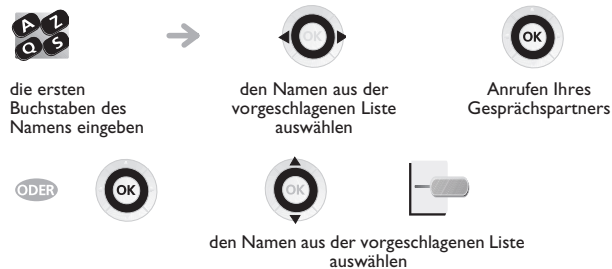 A Z
Q S
OK
OK
die ersten
Buchstaben des
Namens eingeben
den Namen aus der
vorgeschlagenen Liste
auswählen
Anrufen Ihres
Gesprächspartners
ODER
OK
OK
den Namen aus der vorgeschlagenen Liste
auswählen